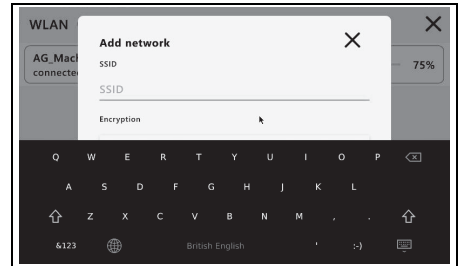 WLAN
Add network
AG_Mach
connecte
75%
SSID
SSID
Encryption
Q W E R T Y U I O P
A S D F G H J K L
Z X C V B N M , .
&123 British English ' :-)